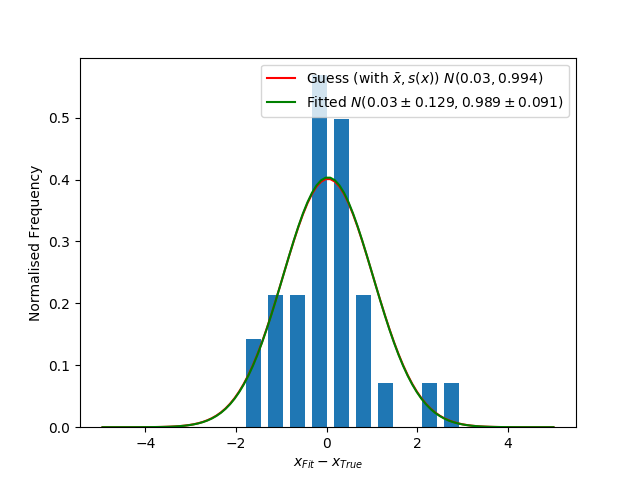 Guess (with x̄, s(x)) N(0.03, 0.994)
Fitted N(0.03 ± 0.129, 0.989 ± 0.091)
Normalised Frequency
0.5
0.4
0.3
0.2
0.1
0.0
−4 −2 0 2 4
x_Fit − x_True